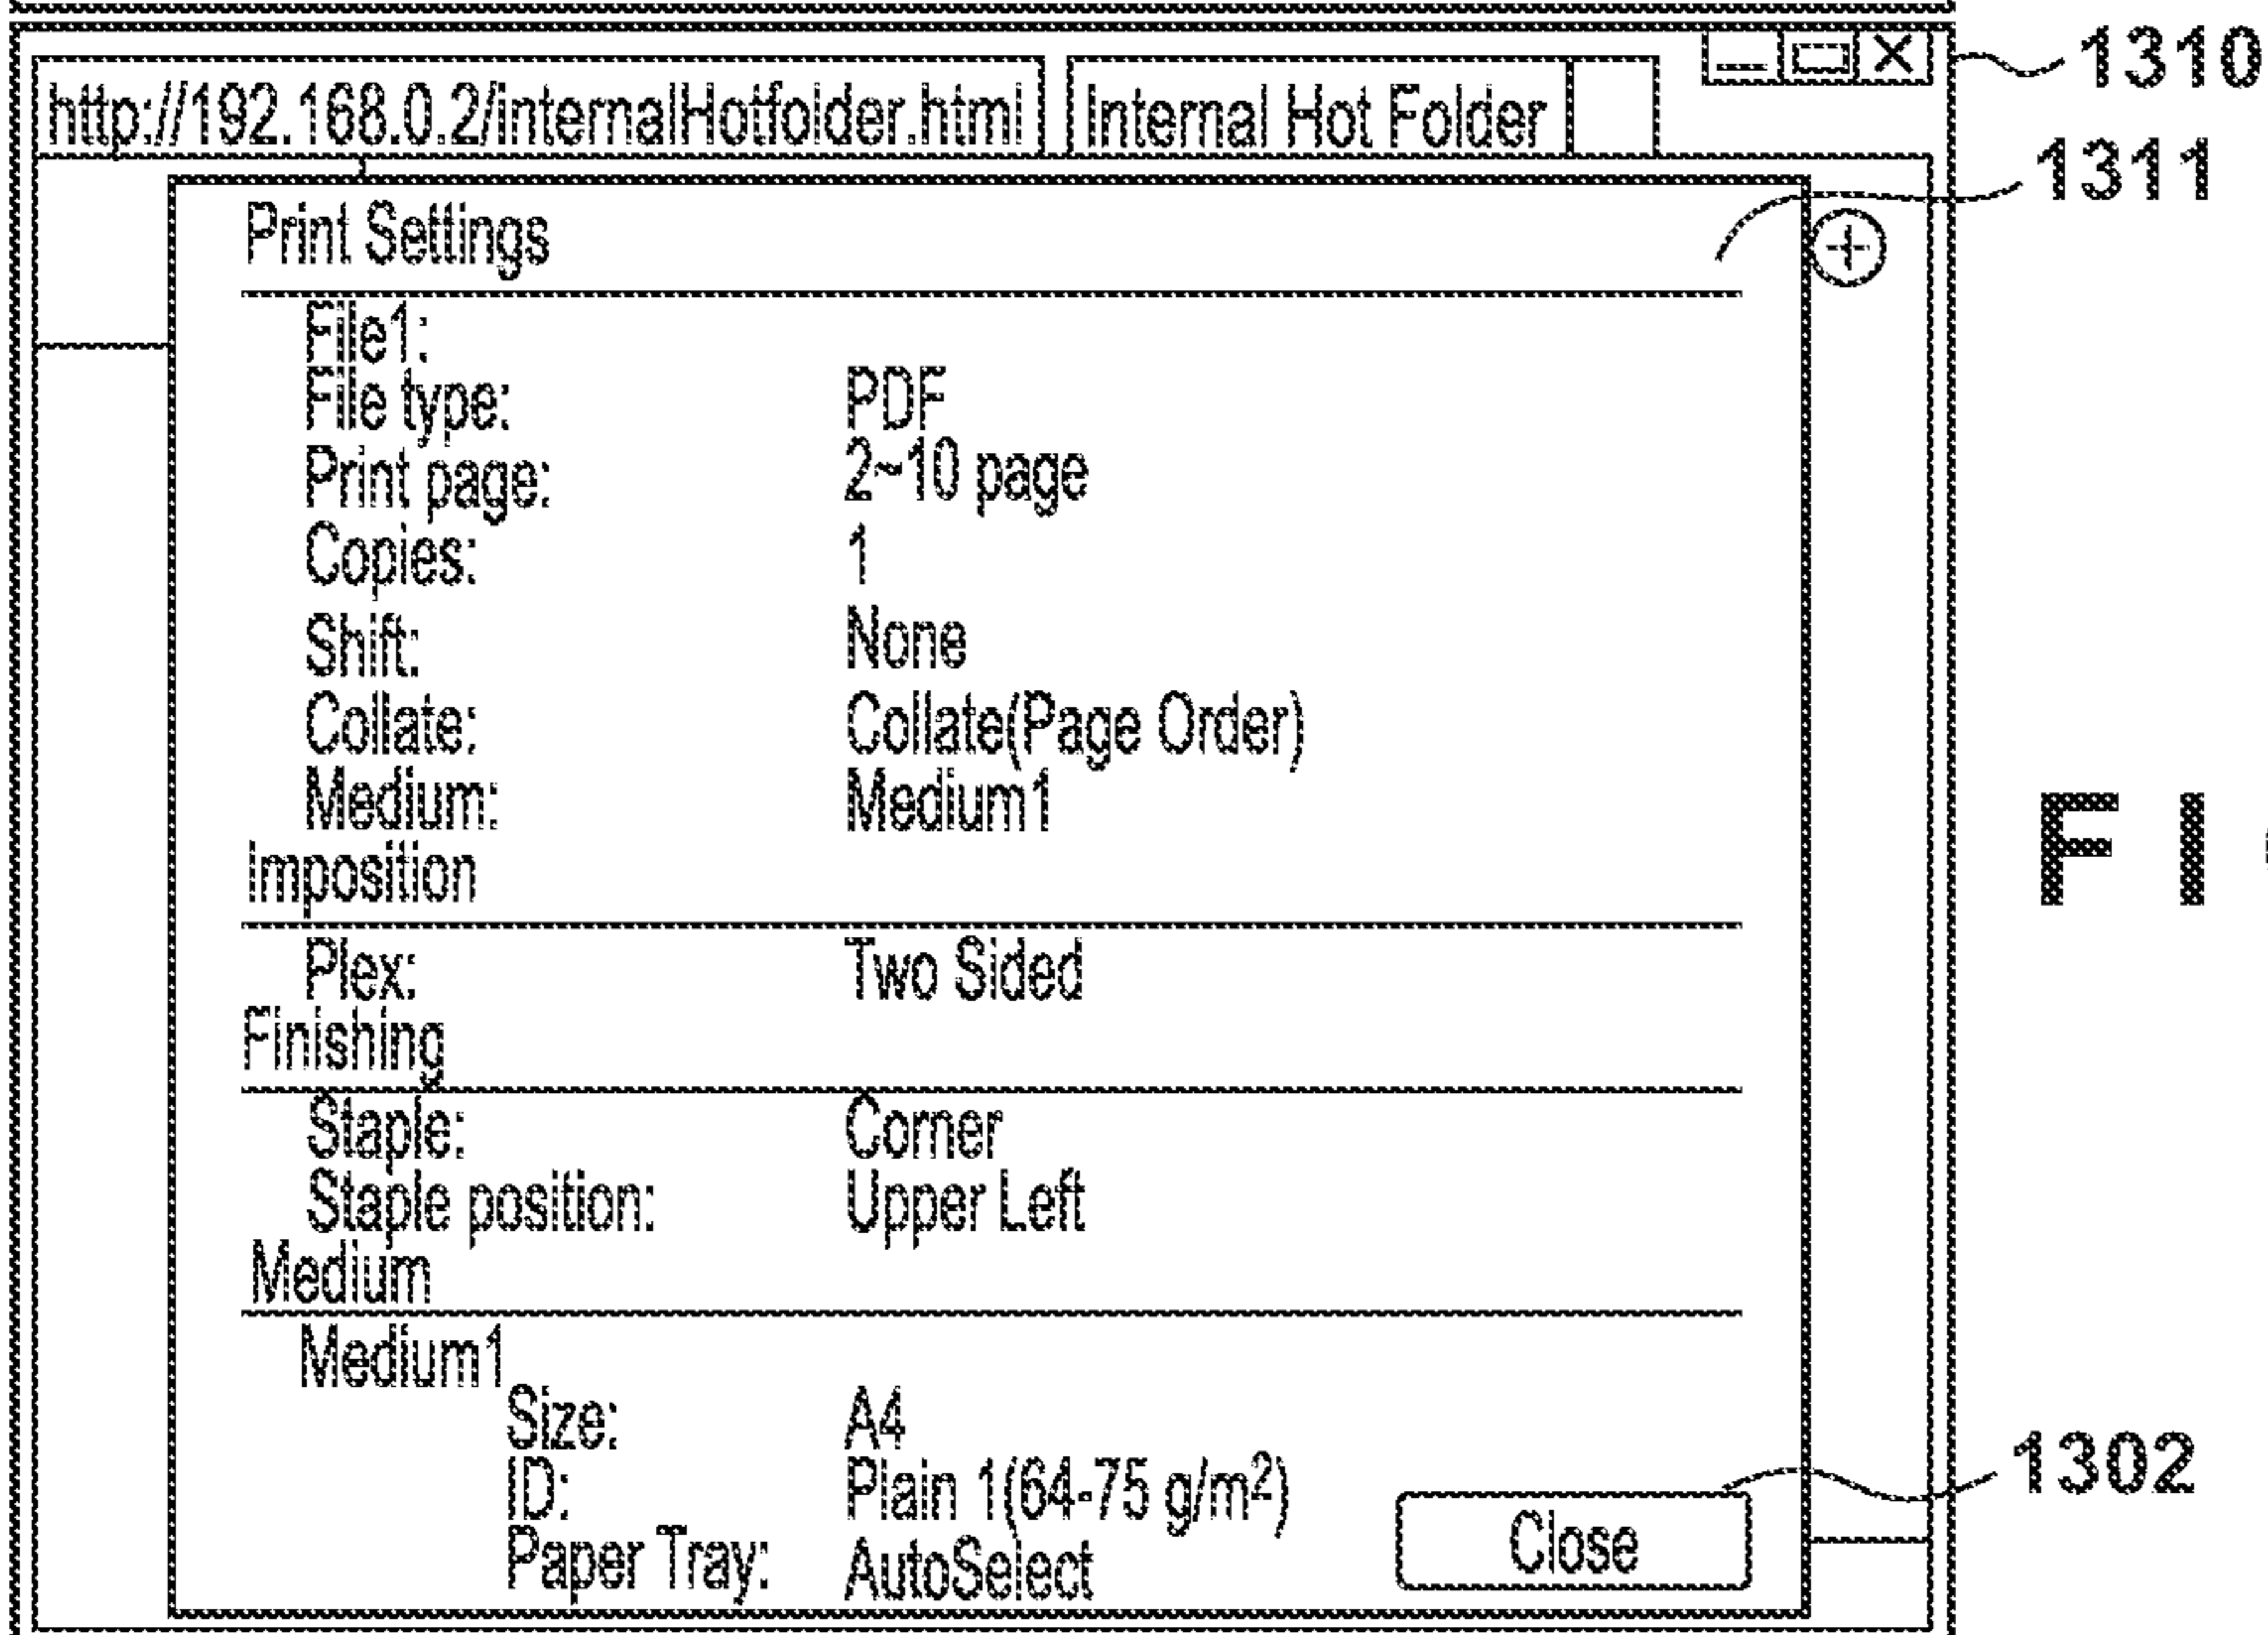 http://192.168.0.2/internalHotfolder.html Internal Hot Folder
1310
1311
Print Settings
File1:
File type: PDF
Print page: 2~10 page
Copies: 1
Shift: None
Collate: Collate(Page Order)
Medium: Medium1
Imposition
Plex: Two Sided
Finishing
Staple: Corner
Staple position: Upper Left
Medium
Medium1
Size: A4
ID: Plain 1(64-75 g/m²)
Paper Tray: AutoSelect
Close
1302
F I